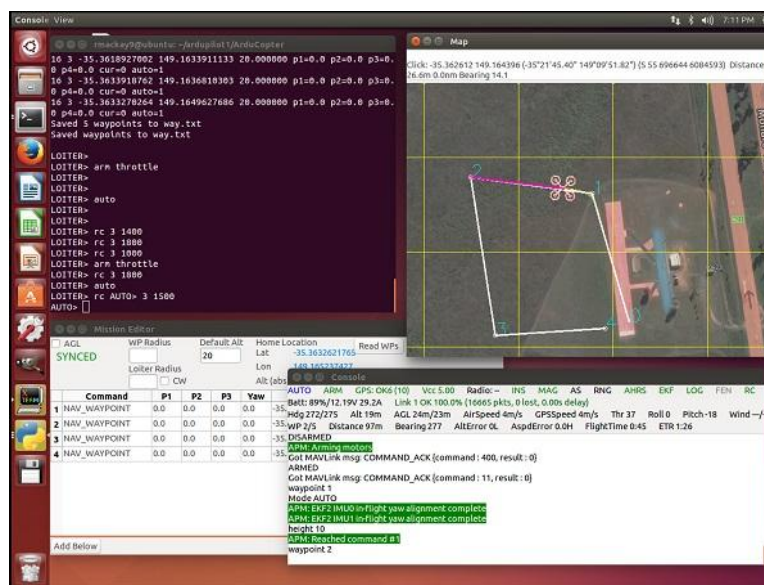 Console View
7:11 PM
rmackay9@ubuntu: ~/ardupilot1/ArduCopter
16 3 -35.3618927002 149.1633911133 20.000000 p1=0.0 p2=0.0 p3=0.
0 p4=0.0 cur=0 auto=1
16 3 -35.3633918762 149.1636810303 20.000000 p1=0.0 p2=0.0 p3=0.
0 p4=0.0 cur=0 auto=1
16 3 -35.3633270264 149.1649627686 20.000000 p1=0.0 p2=0.0 p3=0.
0 p4=0.0 cur=0 auto=1
Saved 5 waypoints to way.txt
Saved waypoints to way.txt
LOITER>
LOITER> arm throttle
LOITER>
LOITER>
LOITER> auto
LOITER>
LOITER>
LOITER> rc 3 1400
LOITER> rc 3 1800
LOITER> rc 3 1000
LOITER> arm throttle
LOITER> rc 3 1800
LOITER> auto
LOITER> rc AUTO> 3 1500
AUTO>
Map
Click: -35.362612 149.164396 (-35°21'45.40" 149°09'51.82") (S 55 696644 6084593) Distance
26.6m 0.0nm Bearing 14.1
2
1
3
4
Mission Editor
AGL
SYNCED
WP Radius
Loiter Radius
CW
Default Alt
20
Home Location
Lat -35.3632621765
Lon 149.165237427
Alt (abs
Read WPs
Command P1 P2 P3 Yaw
1 NAV_WAYPOINT 0.0 0.0 0.0 0.0 -35.
2 NAV_WAYPOINT 0.0 0.0 0.0 0.0 -35.
3 NAV_WAYPOINT 0.0 0.0 0.0 0.0 -35.
4 NAV_WAYPOINT 0.0 0.0 0.0 0.0 -35.
Add Below
Console
AUTO ARM GPS: OK6 (10) Vcc 5.00 Radio: -- INS MAG AS RNG AHRS EKF LOG FEN RC
Batt: 89%/12.19V 29.2A Link 1 OK 100.0% (16665 pkts, 0 lost, 0.00s delay)
Hdg 272/275 Alt 19m AGL 24m/23m AirSpeed 4m/s GPSSpeed 4m/s Thr 37 Roll 0 Pitch -18 Wind --/
WP 2/5 Distance 97m Bearing 277 AltError 0L AspdError 0.0H FlightTime 0:45 ETR 1:26
DISARMED
APM: Arming motors
Got MAVLink msg: COMMAND_ACK {command : 400, result : 0}
ARMED
Got MAVLink msg: COMMAND_ACK {command : 11, result : 0}
waypoint 1
Mode AUTO
APM: EKF2 IMU0 in-flight yaw alignment complete
APM: EKF2 IMU1 in-flight yaw alignment complete
height 10
APM: Reached command #1
waypoint 2